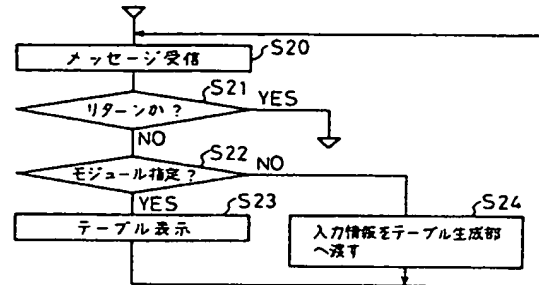 S20
メッセージ受信
S21
リターンか？
YES
NO
S22
モジュール指定？
NO
YES
S23
テーブル表示
S24
入力情報をテーブル生成部
へ渡す